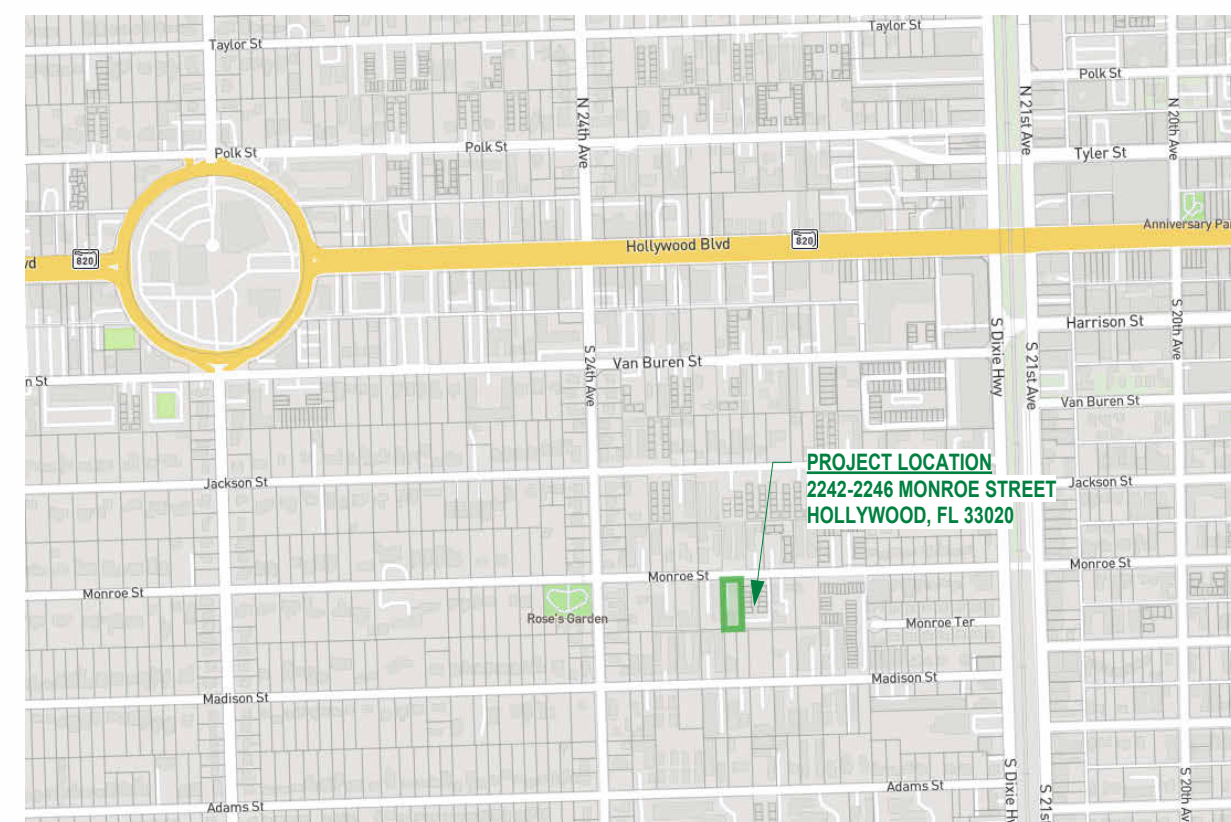 Taylor St
Taylor St
Polk St
N 24th Ave
N 21st Ave
N 20th Ave
Polk St
Polk St
Tyler St
Anniversary Pa
Hollywood Blvd
820
820
vd
Harrison St
S 20th Ave
S Dixie Hwy
S 21st Ave
S 24th Ave
Van Buren St
n St
Van Buren St
PROJECT LOCATION
2242-2246 MONROE STREET
HOLLYWOOD, FL 33020
Jackson St
Jackson St
Monroe St
Monroe St
Monroe St
Rose's Garden
Monroe Ter
Madison St
Madison St
S Dixie H
S 21s
S 20th Av
Adams St
Adams St